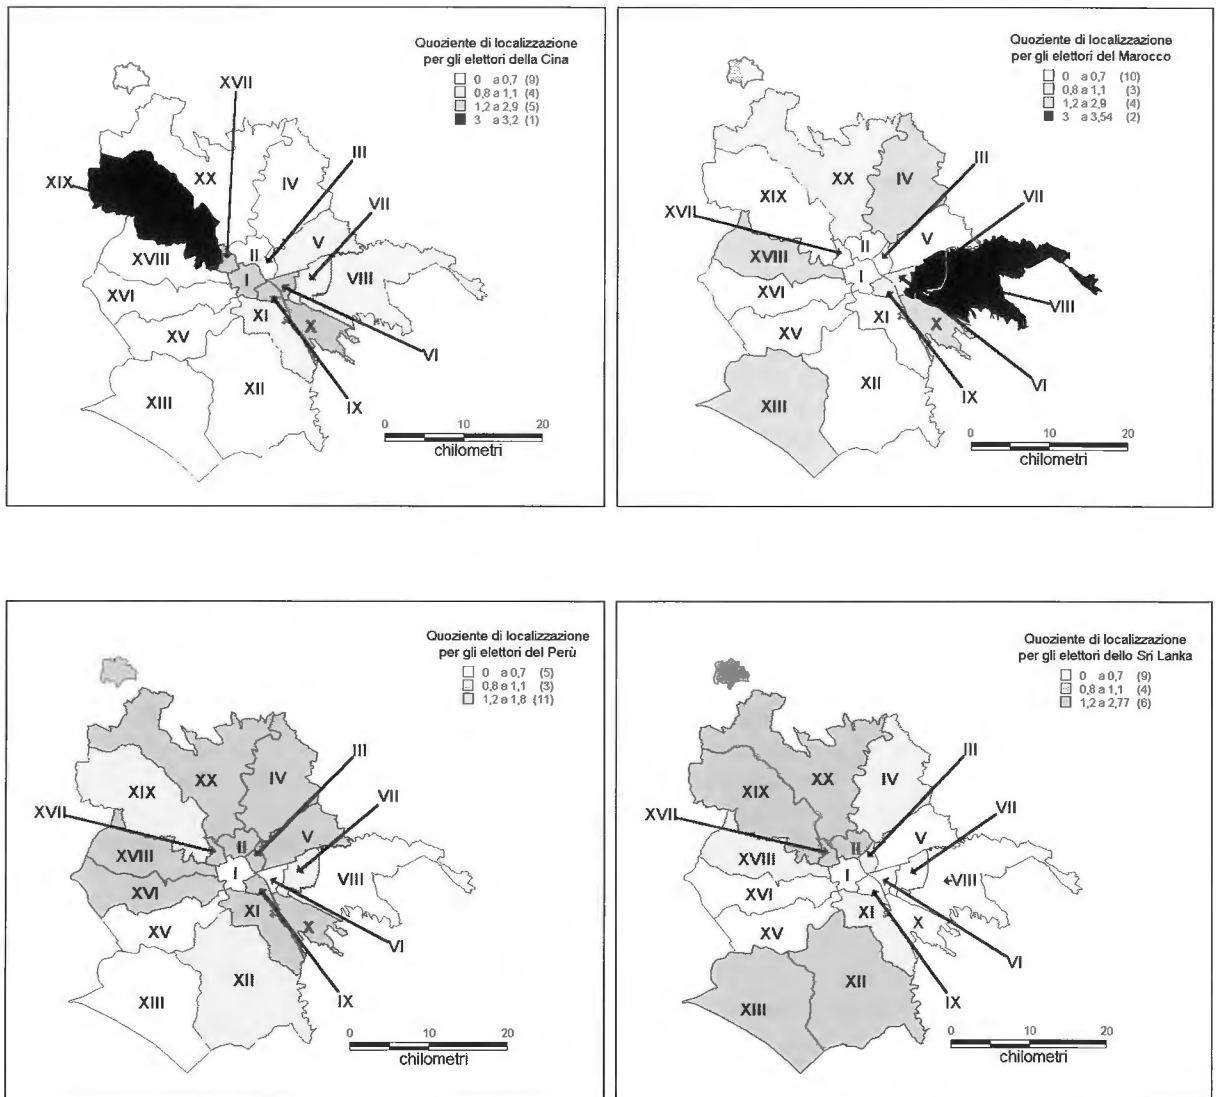 Quoziente di localizzazione
per gli elettori della Cina
0 a 0,7 (9)
0,8 a 1,1 (4)
1,2 a 2,9 (5)
3 a 3,2 (1)
XVII
III
XIX
XX
IV
VII
V
II
XVIII
I
VIII
XVI
XI
X
XV
VI
XII
XIII
IX
0 10 20
chilometri
Quoziente di localizzazione
per gli elettori del Marocco
0 a 0,7 (10)
0,8 a 1,1 (3)
1,2 a 2,9 (4)
3 a 3,54 (2)
III
XX
IV
XIX
VII
XVII
V
II
XVIII
I
XVI
VIII
XI
X
XV
VI
XII
IX
XIII
0 10 20
chilometri
Quoziente di localizzazione
per gli elettori del Perù
0 a 0,7 (5)
0,8 a 1,1 (3)
1,2 a 1,8 (11)
III
XX
IV
XIX
VII
XVII
V
II
XVIII
I
VIII
XVI
XI
X
XV
VI
XII
XIII
IX
0 10 20
chilometri
Quoziente di localizzazione
per gli elettori dello Sri Lanka
0 a 0,7 (9)
0,8 a 1,1 (4)
1,2 a 2,77 (6)
III
XX
IV
XIX
VII
XVII
V
II
XVIII
I
VIII
XVI
XI
X
XV
VI
XII
XIII
IX
0 10 20
chilometri